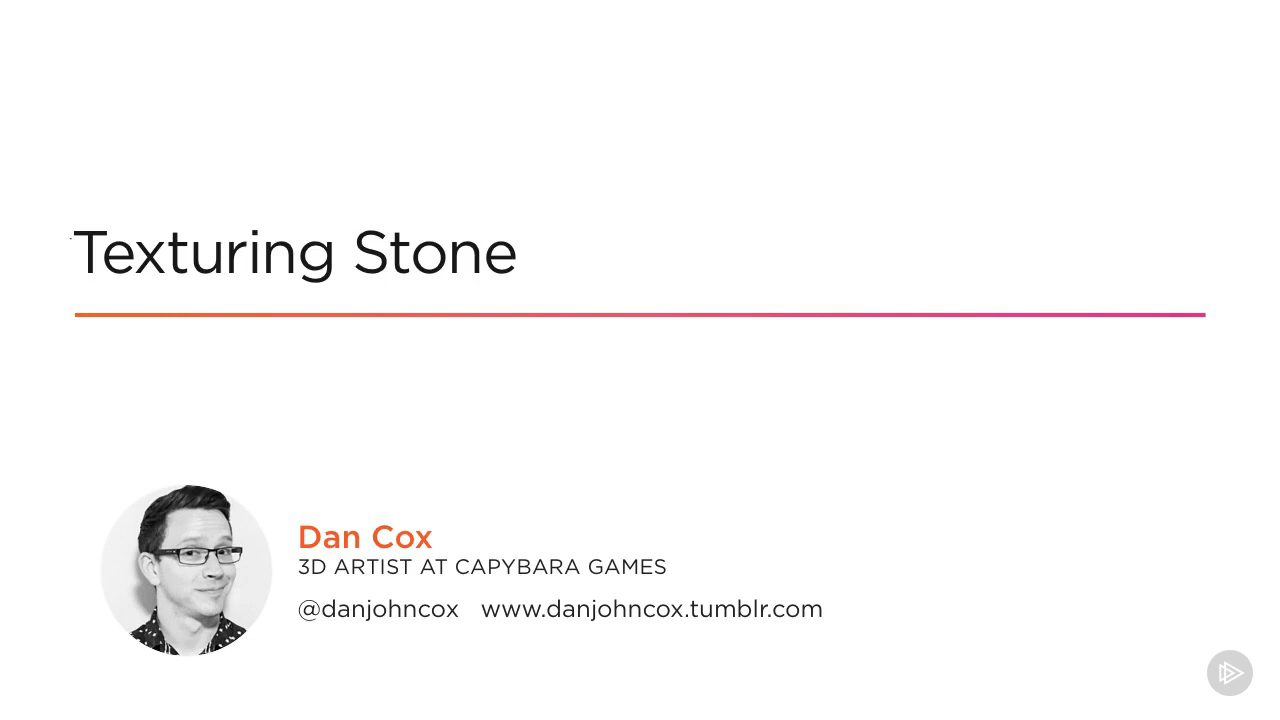 Texturing Stone
Dan Cox
3D ARTIST AT CAPYBARA GAMES
@danjohncox www.danjohncox.tumblr.com